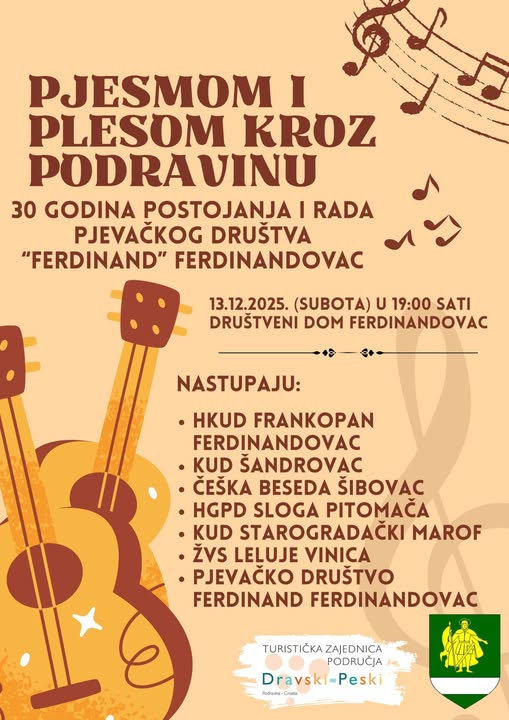 PJESMOM I
PLESOM KROZ
PODRAVINU
30 GODINA POSTOJANJA I RADA
PJEVAČKOG DRUŠTVA
"FERDINAND" FERDINANDOVAC
13.12.2025. (SUBOTA) U 19:00 SATI
DRUŠTVENI DOM FERDINANDOVAC
NASTUPAJU:
• HKUD FRANKOPAN
FERDINANDOVAC
• KUD ŠANDROVAC
• ČEŠKA BESEDA ŠIBOVAC
• HGPD SLOGA PITOMAČA
• KUD STAROGRADAČKI MAROF
• ŽVS LELUJE VINICA
• PJEVAČKO DRUŠTVO
FERDINAND FERDINANDOVAC
TURISTIČKA ZAJEDNICA
PODRUČJA
Dravski Peski
Podravina - Croatia